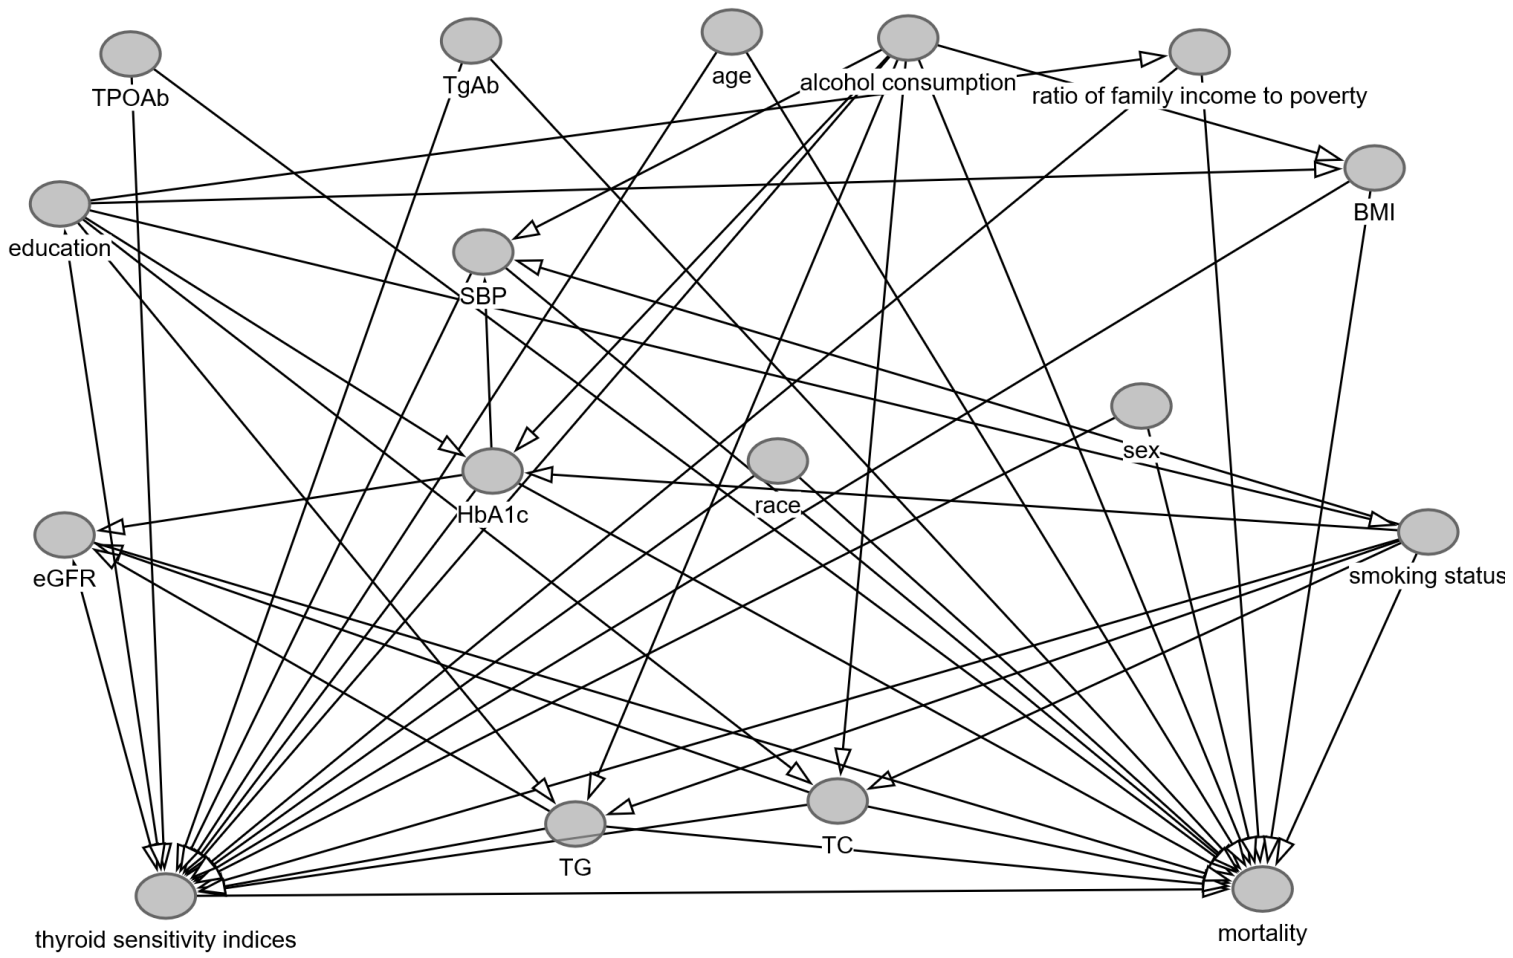 TPOAb
TgAb
age
alcohol consumption
ratio of family income to poverty
education
BMI
SBP
sex
HbA1c
race
eGFR
smoking status
TC
TG
thyroid sensitivity indices
mortality